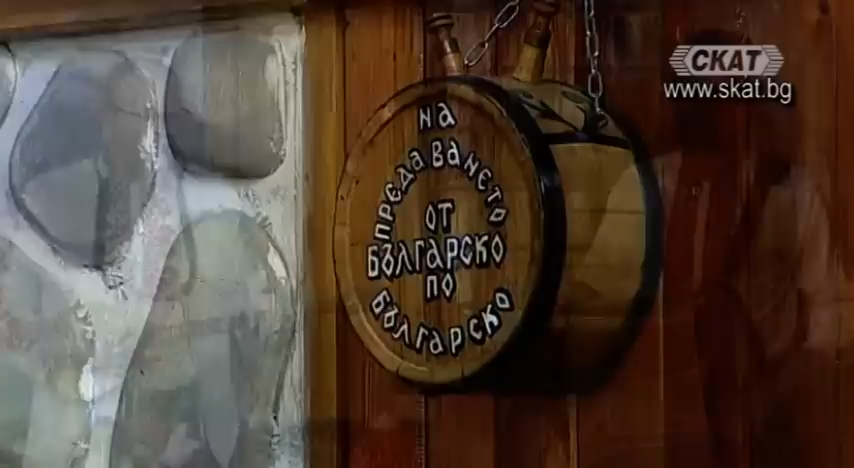 СКАТ
www.skat.bg
НА
ПРЕДАВАНЕТО
ОТ
БЪЛГАРСКО
ПО
БЪЛГАРСКО